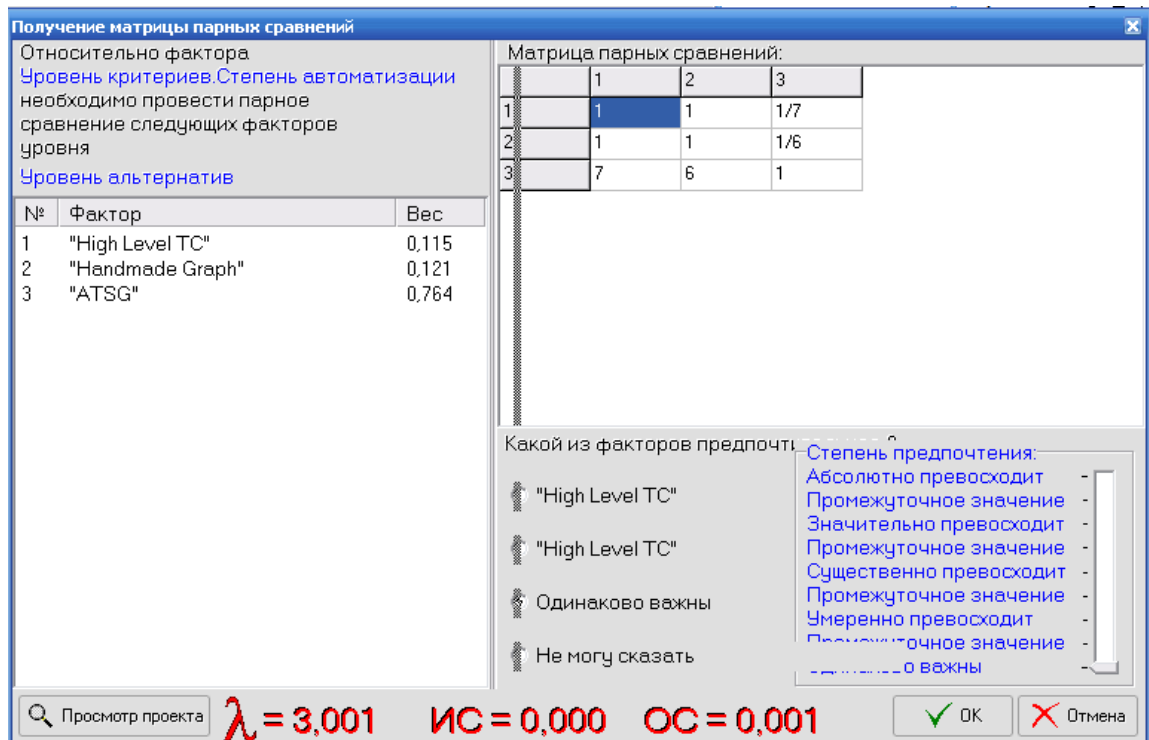 Получение матрицы парных сравнений
Относительно фактора
Уровень критериев.Степень автоматизации
необходимо провести парное
сравнение следующих факторов
уровня
Уровень альтернатив
№ Фактор Вес
1 "High Level TC" 0,115
2 "Handmade Graph" 0,121
3 "ATSG" 0,764
Матрица парных сравнений:
1 2 3
1 1 1 1/7
2 1 1 1/6
3 7 6 1
Какой из факторов
"High Level TC"
"High Level TC"
Одинаково важны
Не могу сказать
Степень предпочтения:
Абсолютно превосходит -
Промежуточное значение -
Значительно превосходит -
Промежуточное значение -
Существенно превосходит -
Промежуточное значение -
Умеренно превосходит -
Промежуточное значение -
Одинаково важны -
Просмотр проекта
λ = 3,001 ИС = 0,000 ОС = 0,001
OK
Отмена